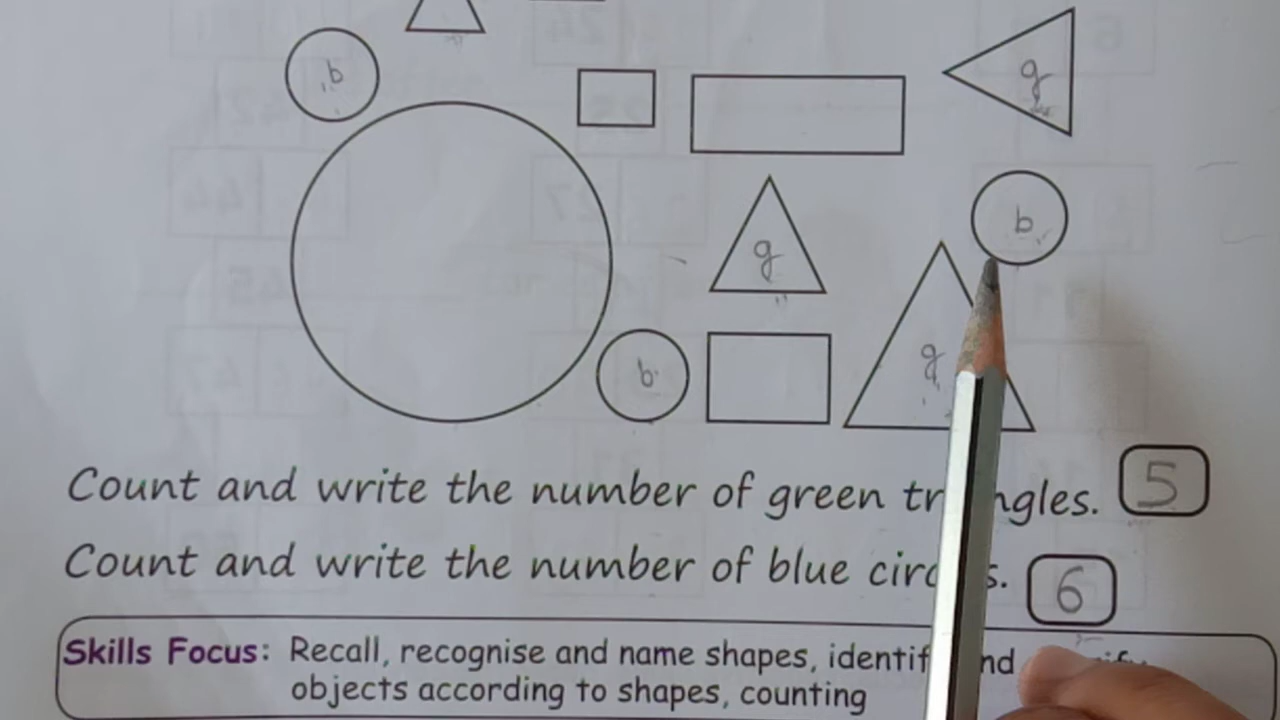 b
g
b
g
g
b
Count and write the number of green tr ngles. 5
Count and write the number of blue circ s. 6
Skills Focus: Recall, recognise and name shapes, identif nd
objects according to shapes, counting